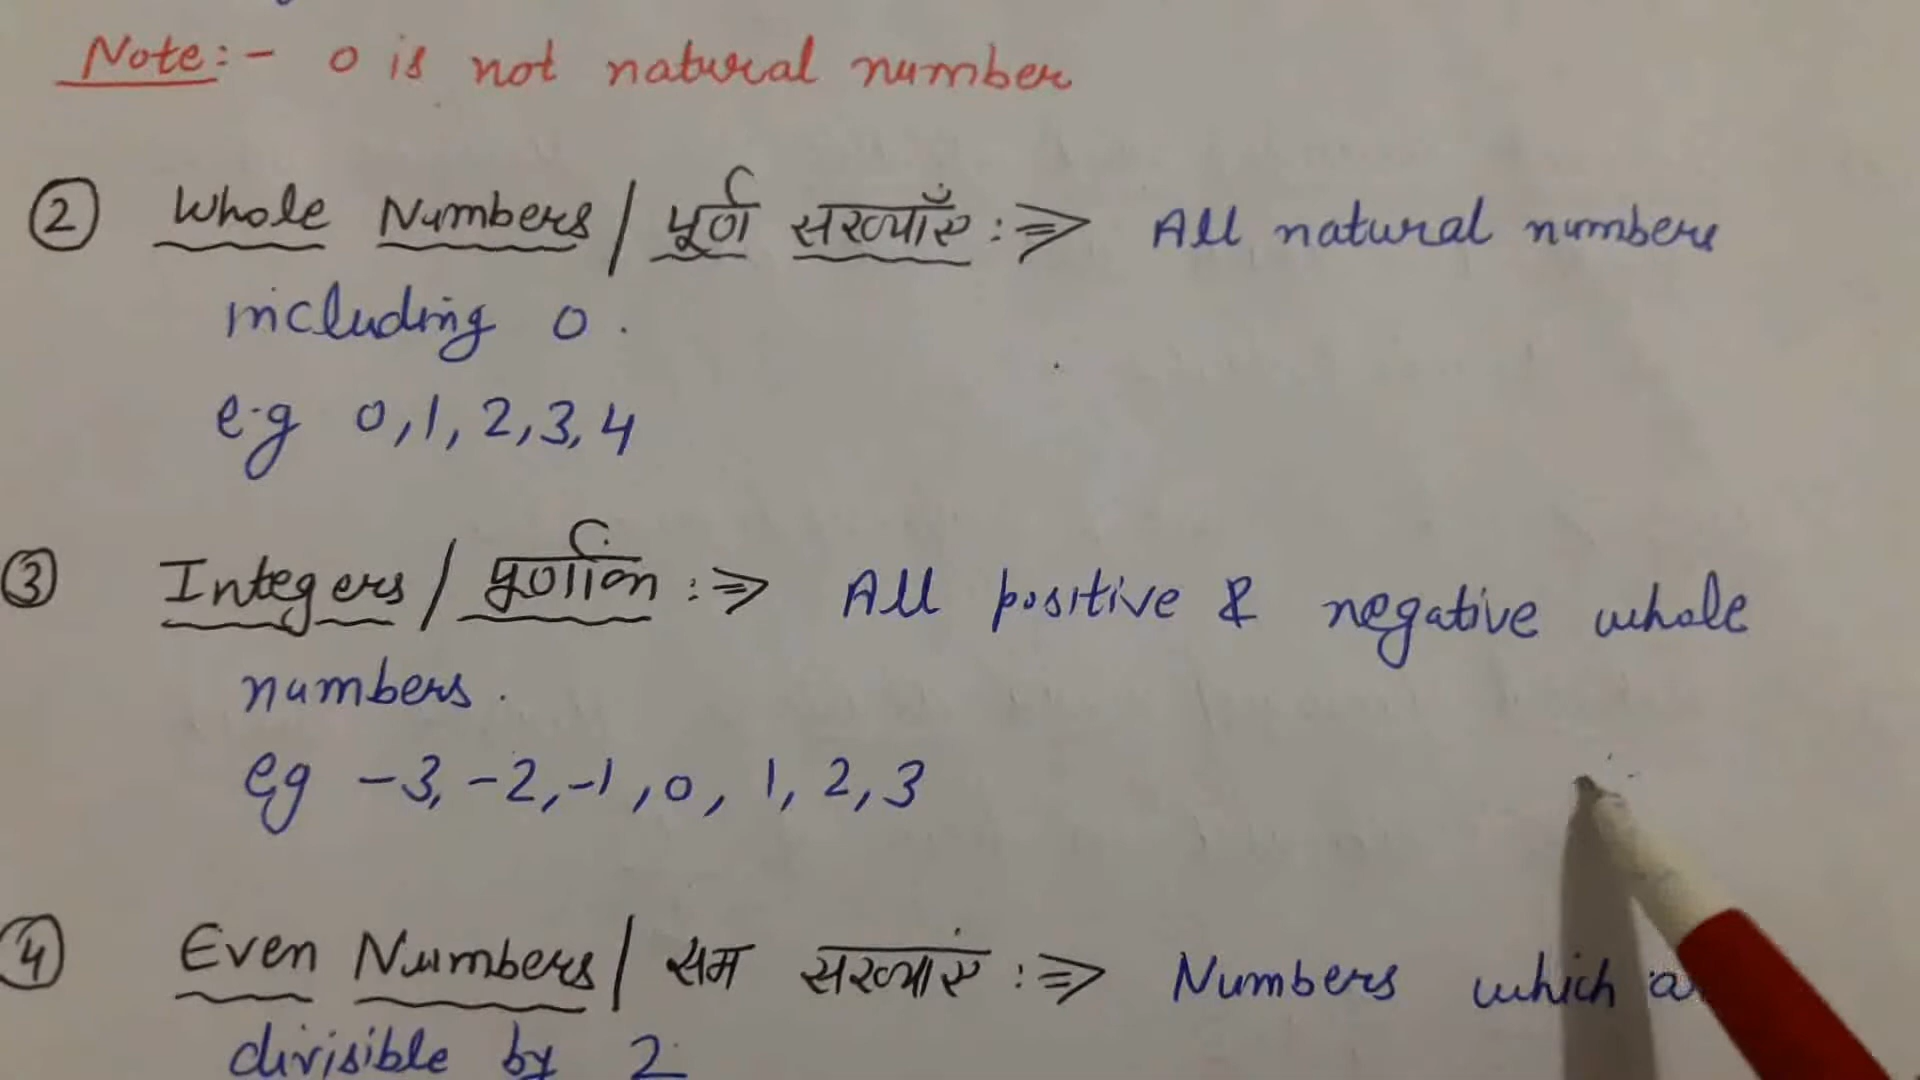 Note:- 0 is not natural number
② Whole Numbers / पूर्ण सख्याँए :⇒ All natural numbers
including 0.
e.g 0,1,2,3,4
③ Integers / पूर्णांक :⇒ All positive & negative whole
numbers.
eg -3,-2,-1,0,1,2,3
④ Even Numbers / सम सख्याएं :⇒ Numbers which
divisible by 2